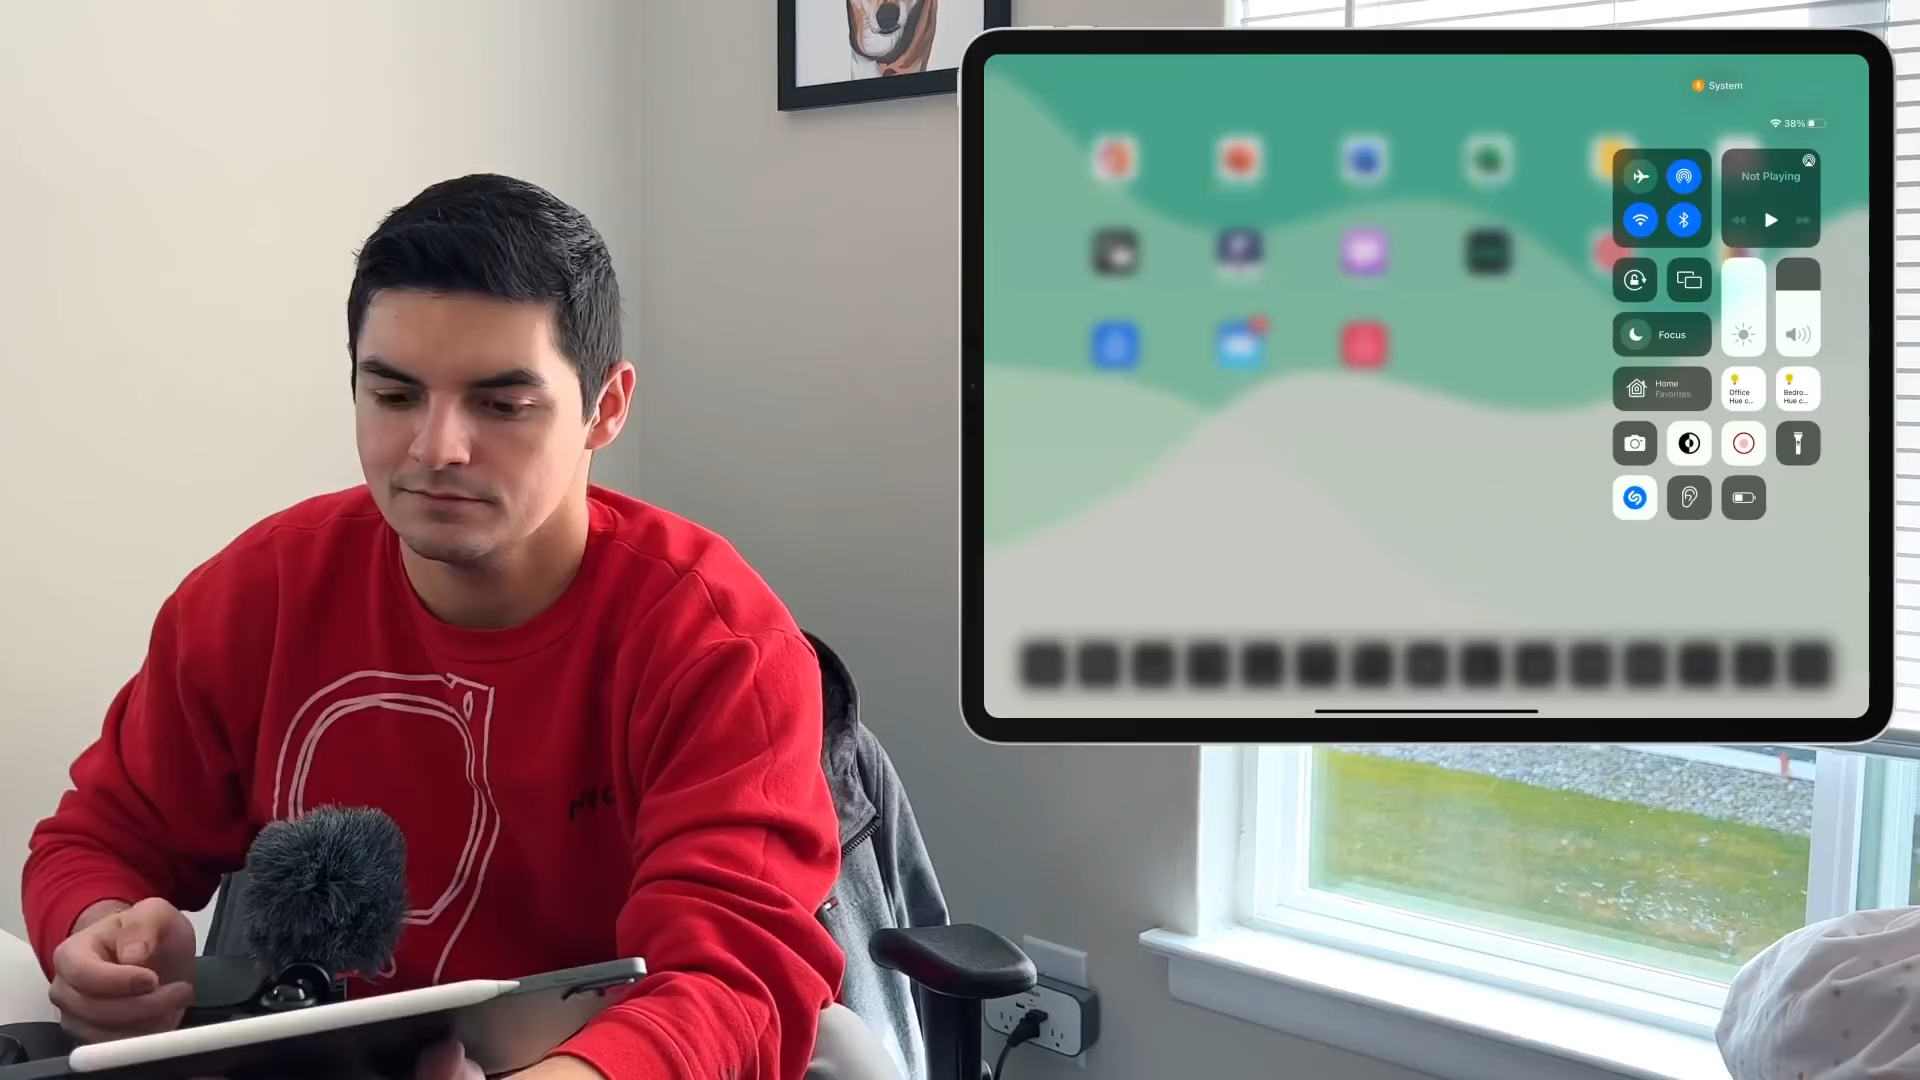 System
38%
Not Playing
Focus
Home
Favorites
Office
Hue c...
Bedro...
Hue c...